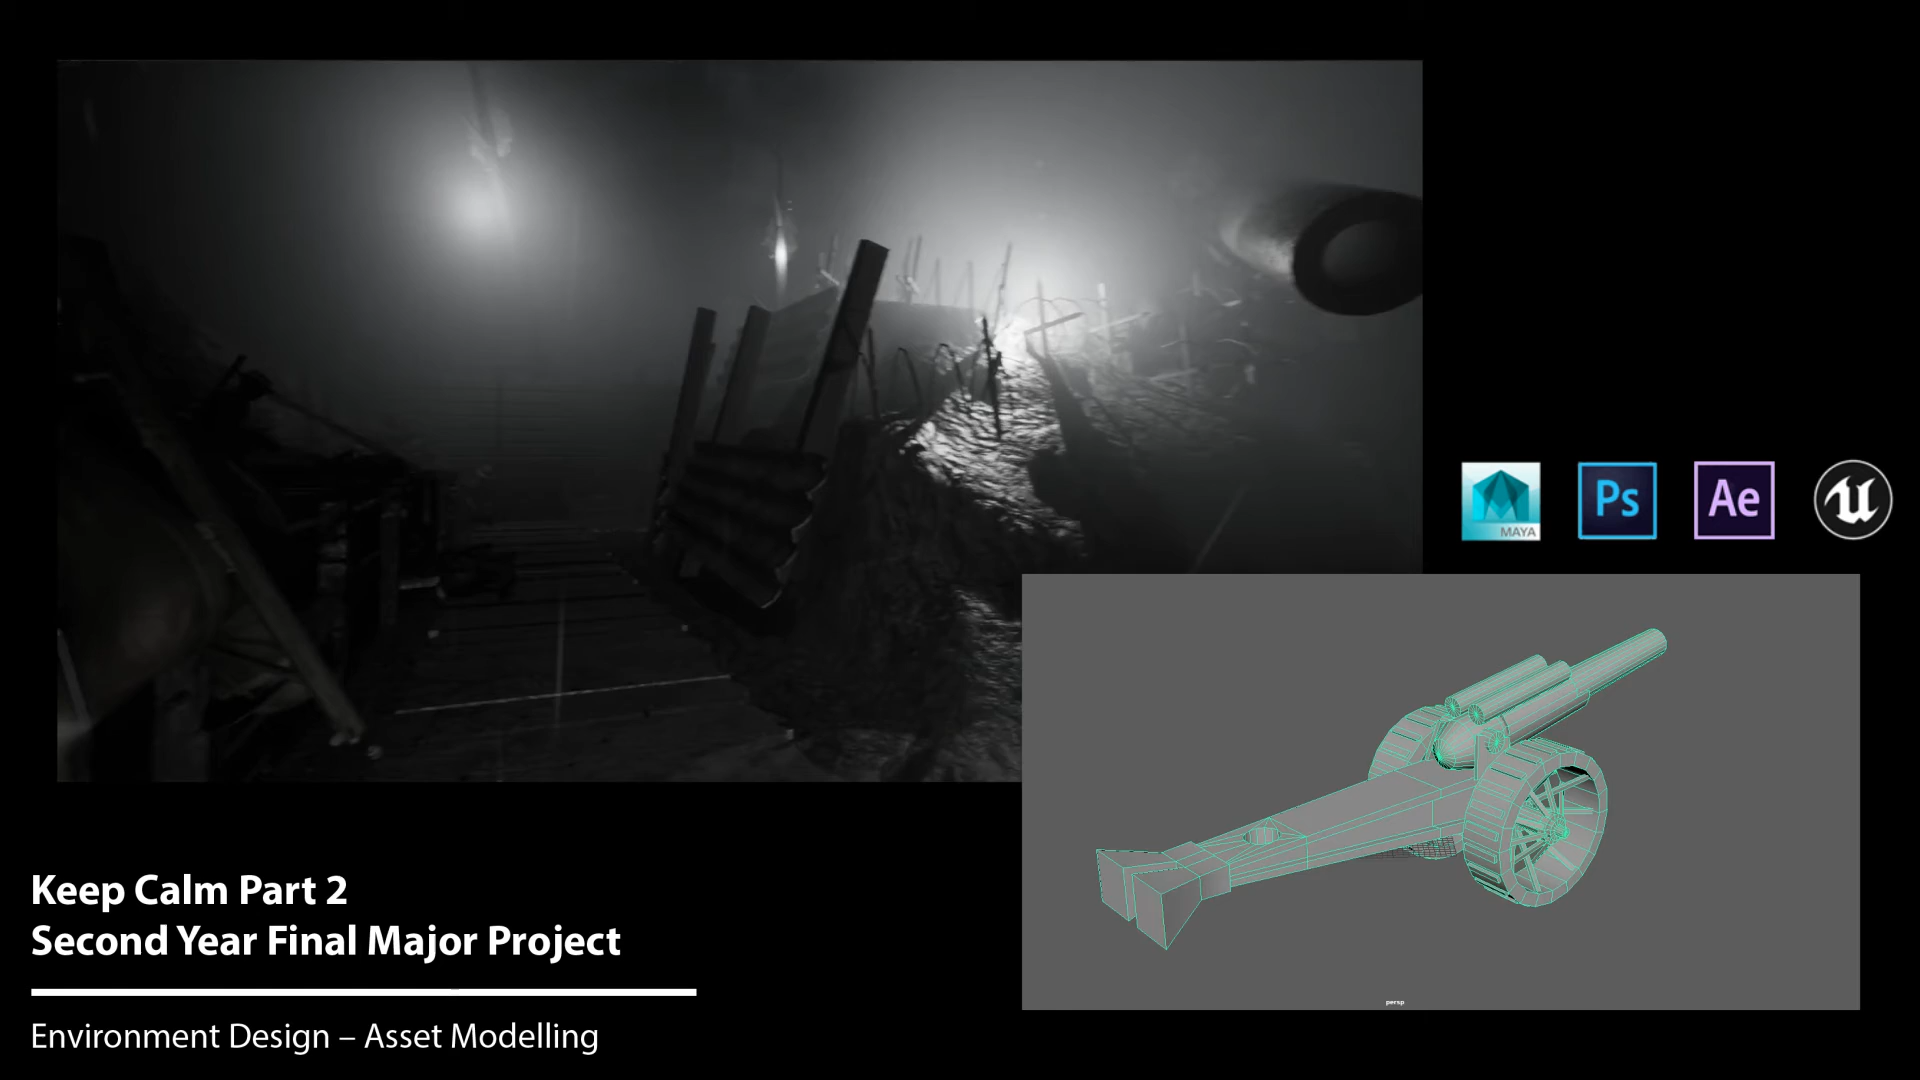 MAYA
Ps
Ae
persp
Keep Calm Part 2
Second Year Final Major Project
Environment Design – Asset Modelling